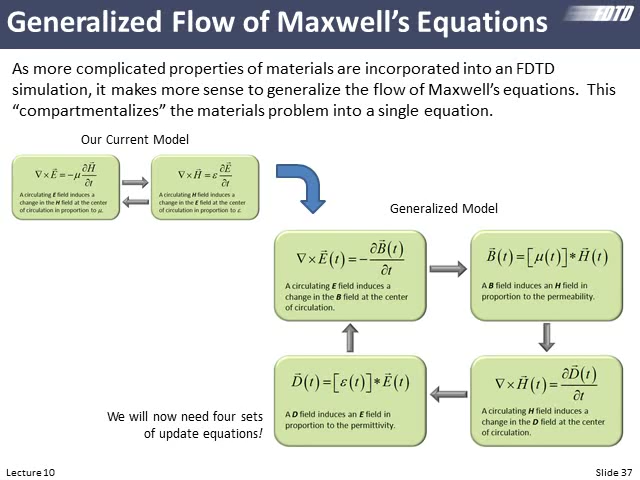 Generalized Flow of Maxwell's Equations
FDTD
As more complicated properties of materials are incorporated into an FDTD
simulation, it makes more sense to generalize the flow of Maxwell's equations. This
"compartmentalizes" the materials problem into a single equation.
Our Current Model
∇×E⃗ = −μ ∂H⃗/∂t
A circulating E field induces a
change in the H field at the center
of circulation in proportion to μ.
∇×H⃗ = ε ∂E⃗/∂t
A circulating H field induces a
change in the E field at the center
of circulation in proportion to ε.
Generalized Model
∇×E⃗(t) = −∂B⃗(t)/∂t
A circulating E field induces a
change in the B field at the center
of circulation.
B⃗(t) = [μ(t)]∗H⃗(t)
A B field induces an H field in
proportion to the permeability.
D⃗(t) = [ε(t)]∗E⃗(t)
A D field induces an E field in
proportion to the permittivity.
∇×H⃗(t) = ∂D⃗(t)/∂t
A circulating H field induces a
change in the D field at the center
of circulation.
We will now need four sets
of update equations!
Lecture 10
Slide 37